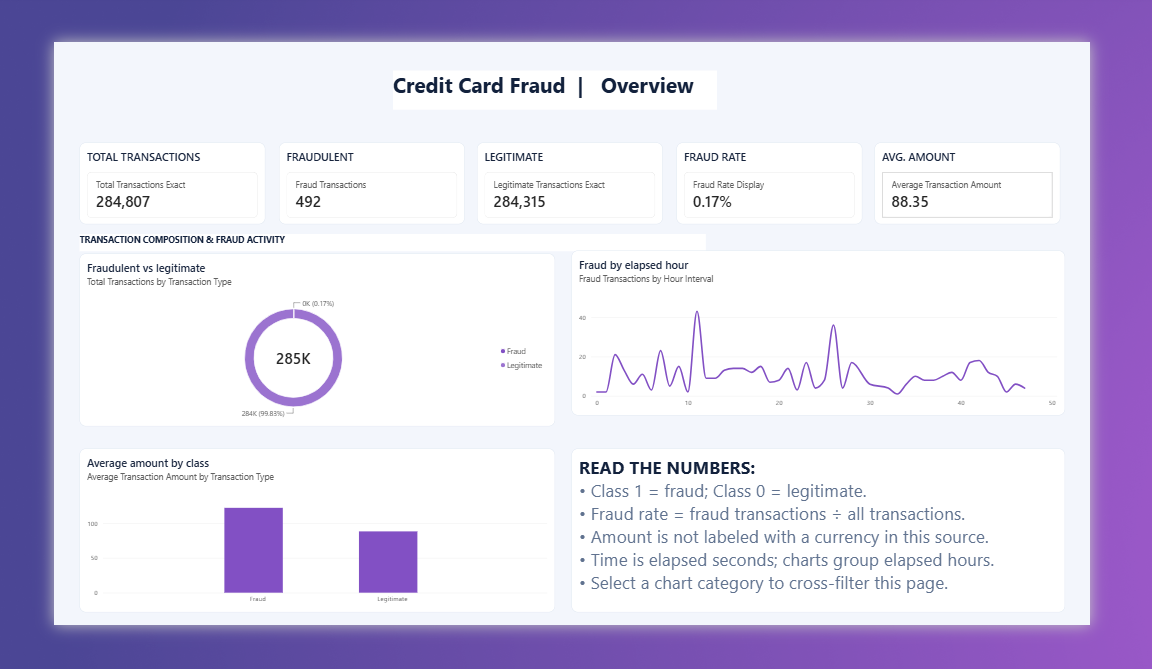 Credit Card Fraud | Overview
TOTAL TRANSACTIONS
Total Transactions Exact
284,807
FRAUDULENT
Fraud Transactions
492
LEGITIMATE
Legitimate Transactions Exact
284,315
FRAUD RATE
Fraud Rate Display
0.17%
AVG. AMOUNT
Average Transaction Amount
88.35
TRANSACTION COMPOSITION & FRAUD ACTIVITY
Fraudulent vs legitimate
Total Transactions by Transaction Type
0K (0.17%)
285K
284K (99.83%)
Fraud
Legitimate
Fraud by elapsed hour
Fraud Transactions by Hour Interval
40
20
0
0 10 20 30 40 50
Average amount by class
Average Transaction Amount by Transaction Type
100
50
0
Fraud Legitimate
READ THE NUMBERS:
• Class 1 = fraud; Class 0 = legitimate.
• Fraud rate = fraud transactions ÷ all transactions.
• Amount is not labeled with a currency in this source.
• Time is elapsed seconds; charts group elapsed hours.
• Select a chart category to cross-filter this page.